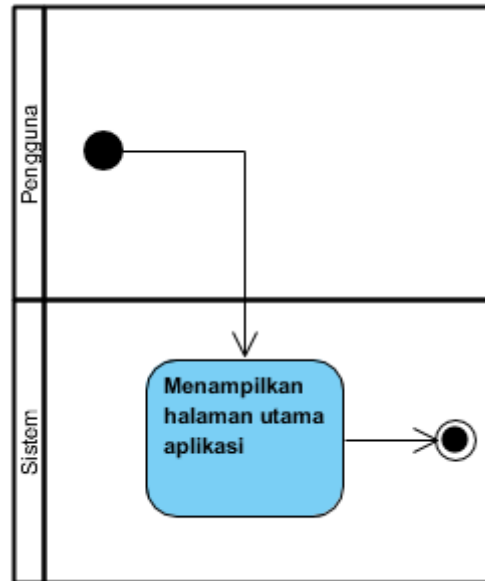 Pengguna
Menampilkan
halaman utama
aplikasi
Sistem